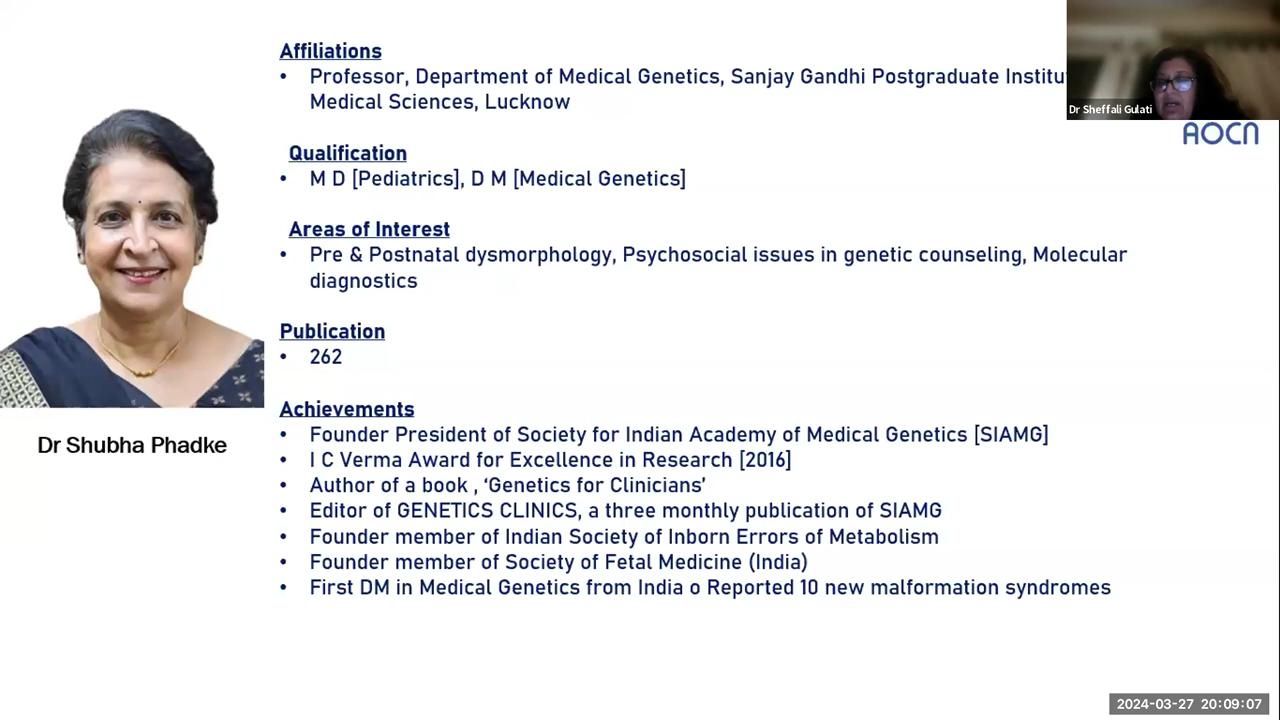 Affiliations
• Professor, Department of Medical Genetics, Sanjay Gandhi Postgraduate
Medical Sciences, Lucknow
Dr Sheffali Gulati
AOCN
Qualification
• M D [Pediatrics], D M [Medical Genetics]
Areas of Interest
• Pre & Postnatal dysmorphology, Psychosocial issues in genetic counseling, Molecular
diagnostics
Publication
• 262
Achievements
• Founder President of Society for Indian Academy of Medical Genetics [SIAMG]
• I C Verma Award for Excellence in Research [2016]
• Author of a book , ‘Genetics for Clinicians’
• Editor of GENETICS CLINICS, a three monthly publication of SIAMG
• Founder member of Indian Society of Inborn Errors of Metabolism
• Founder member of Society of Fetal Medicine (India)
• First DM in Medical Genetics from India o Reported 10 new malformation syndromes
Dr Shubha Phadke
2024-03-27 20:09:07